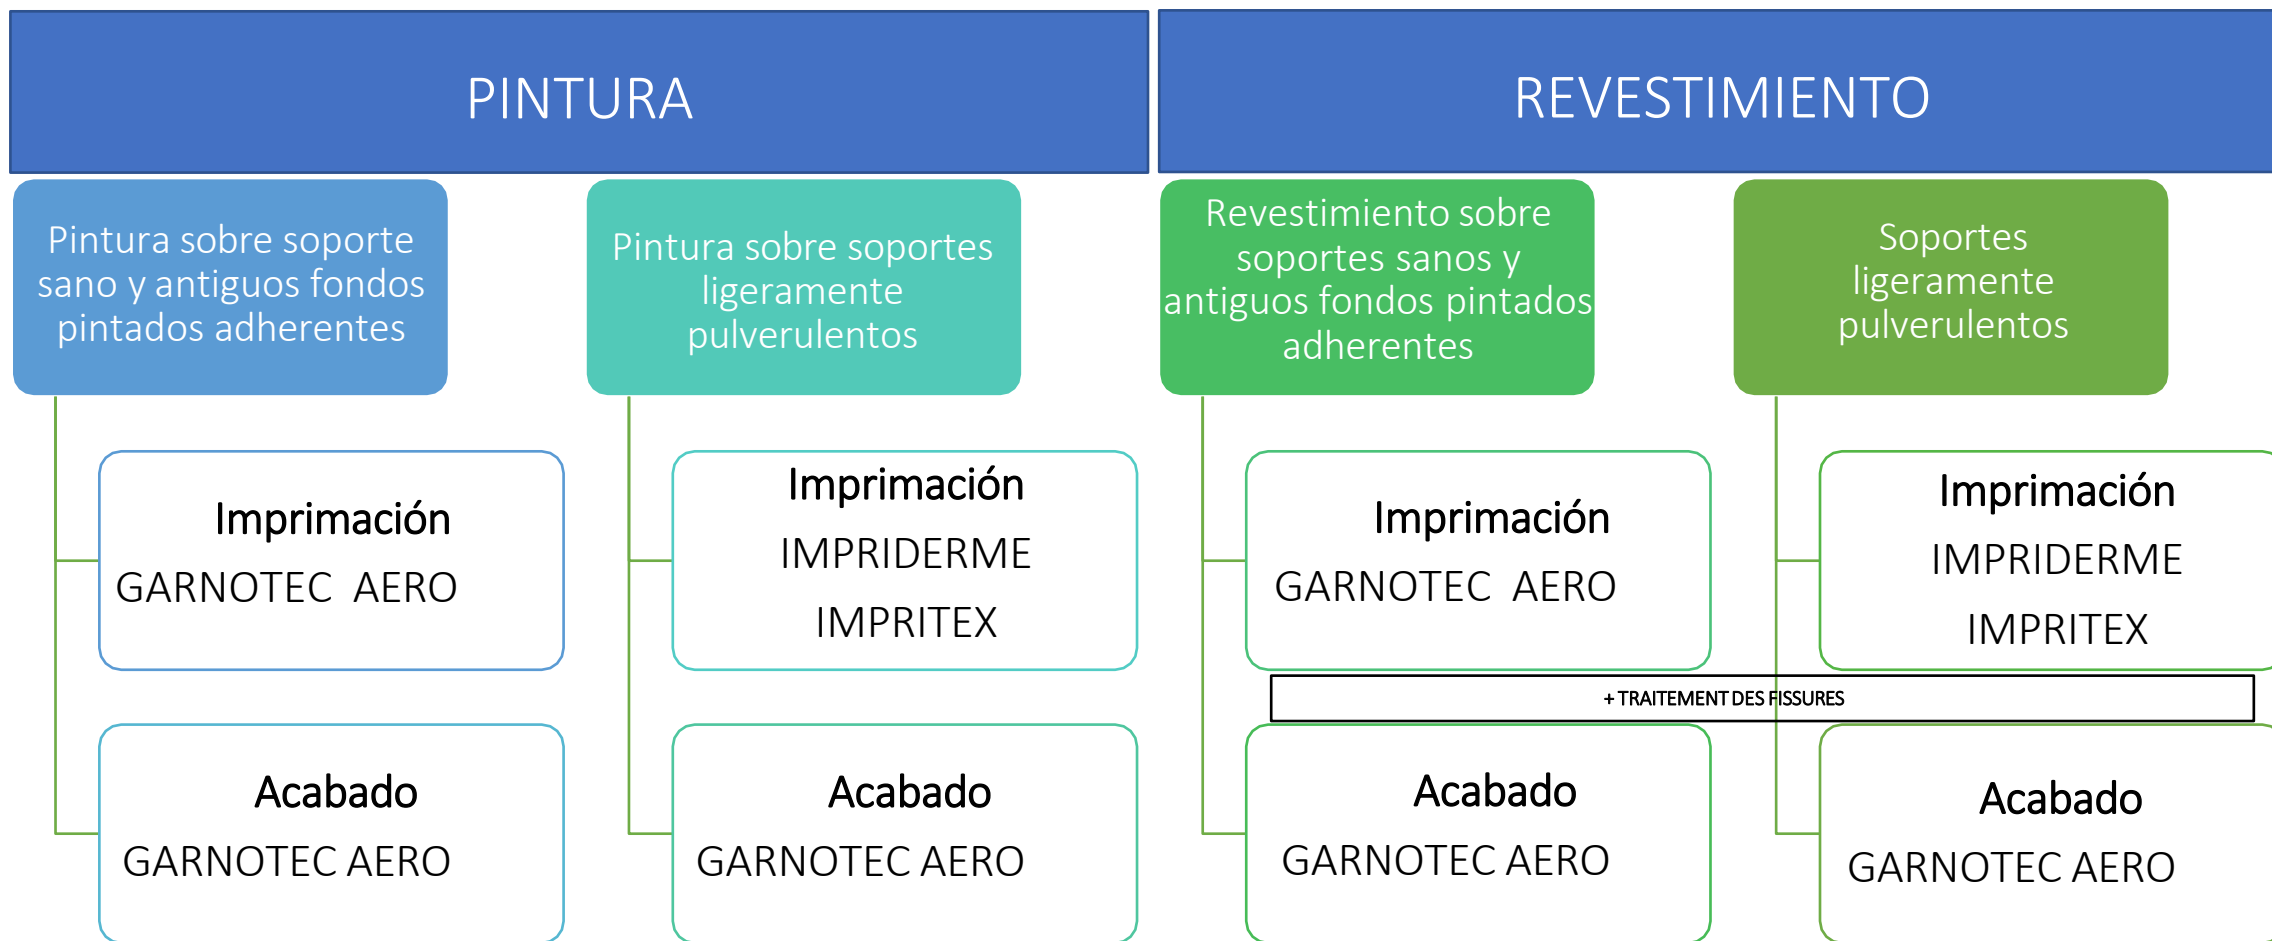 PINTURA
REVESTIMIENTO
Pintura sobre soporte
sano y antiguos fondos
pintados adherentes
Imprimación
GARNOTEC  AERO
Acabado
GARNOTEC AERO
Pintura sobre soportes
ligeramente
pulverulentos
Imprimación
IMPRIDERME
IMPRITEX
Acabado
GARNOTEC AERO
Revestimiento sobre
soportes sanos y
antiguos fondos pintados
adherentes
Imprimación
GARNOTEC  AERO
+ TRAITEMENT DES FISSURES
Acabado
GARNOTEC AERO
Soportes
ligeramente
pulverulentos
Imprimación
IMPRIDERME
IMPRITEX
Acabado
GARNOTEC AERO